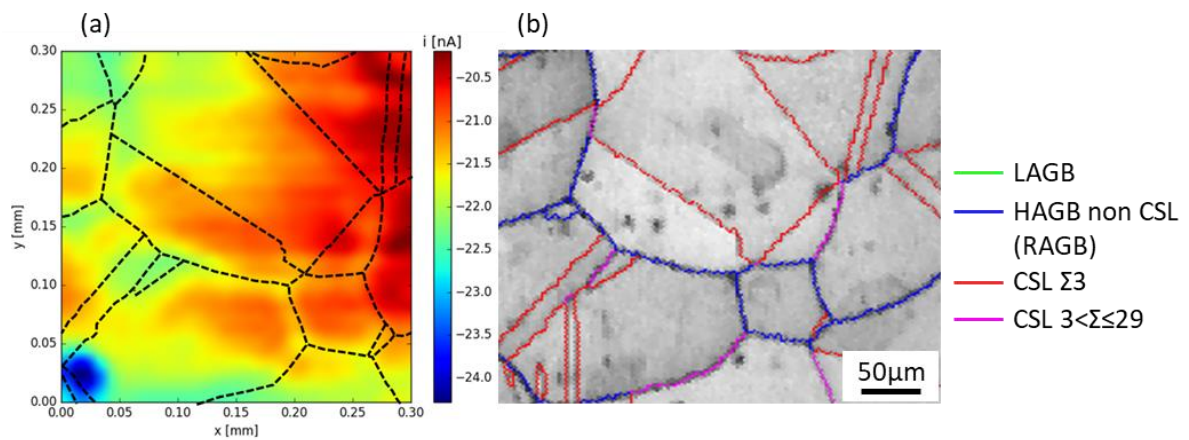 (a)
(b)
i [nA]
0.30
0.25
0.20
0.15
0.10
0.05
0.00
y [mm]
0.00 0.05 0.10 0.15 0.20 0.25 0.30
x [mm]
−20.5
−21.0
−21.5
−22.0
−22.5
−23.0
−23.5
−24.0
50μm
LAGB
HAGB non CSL
(RAGB)
CSL Σ3
CSL 3<Σ≤29